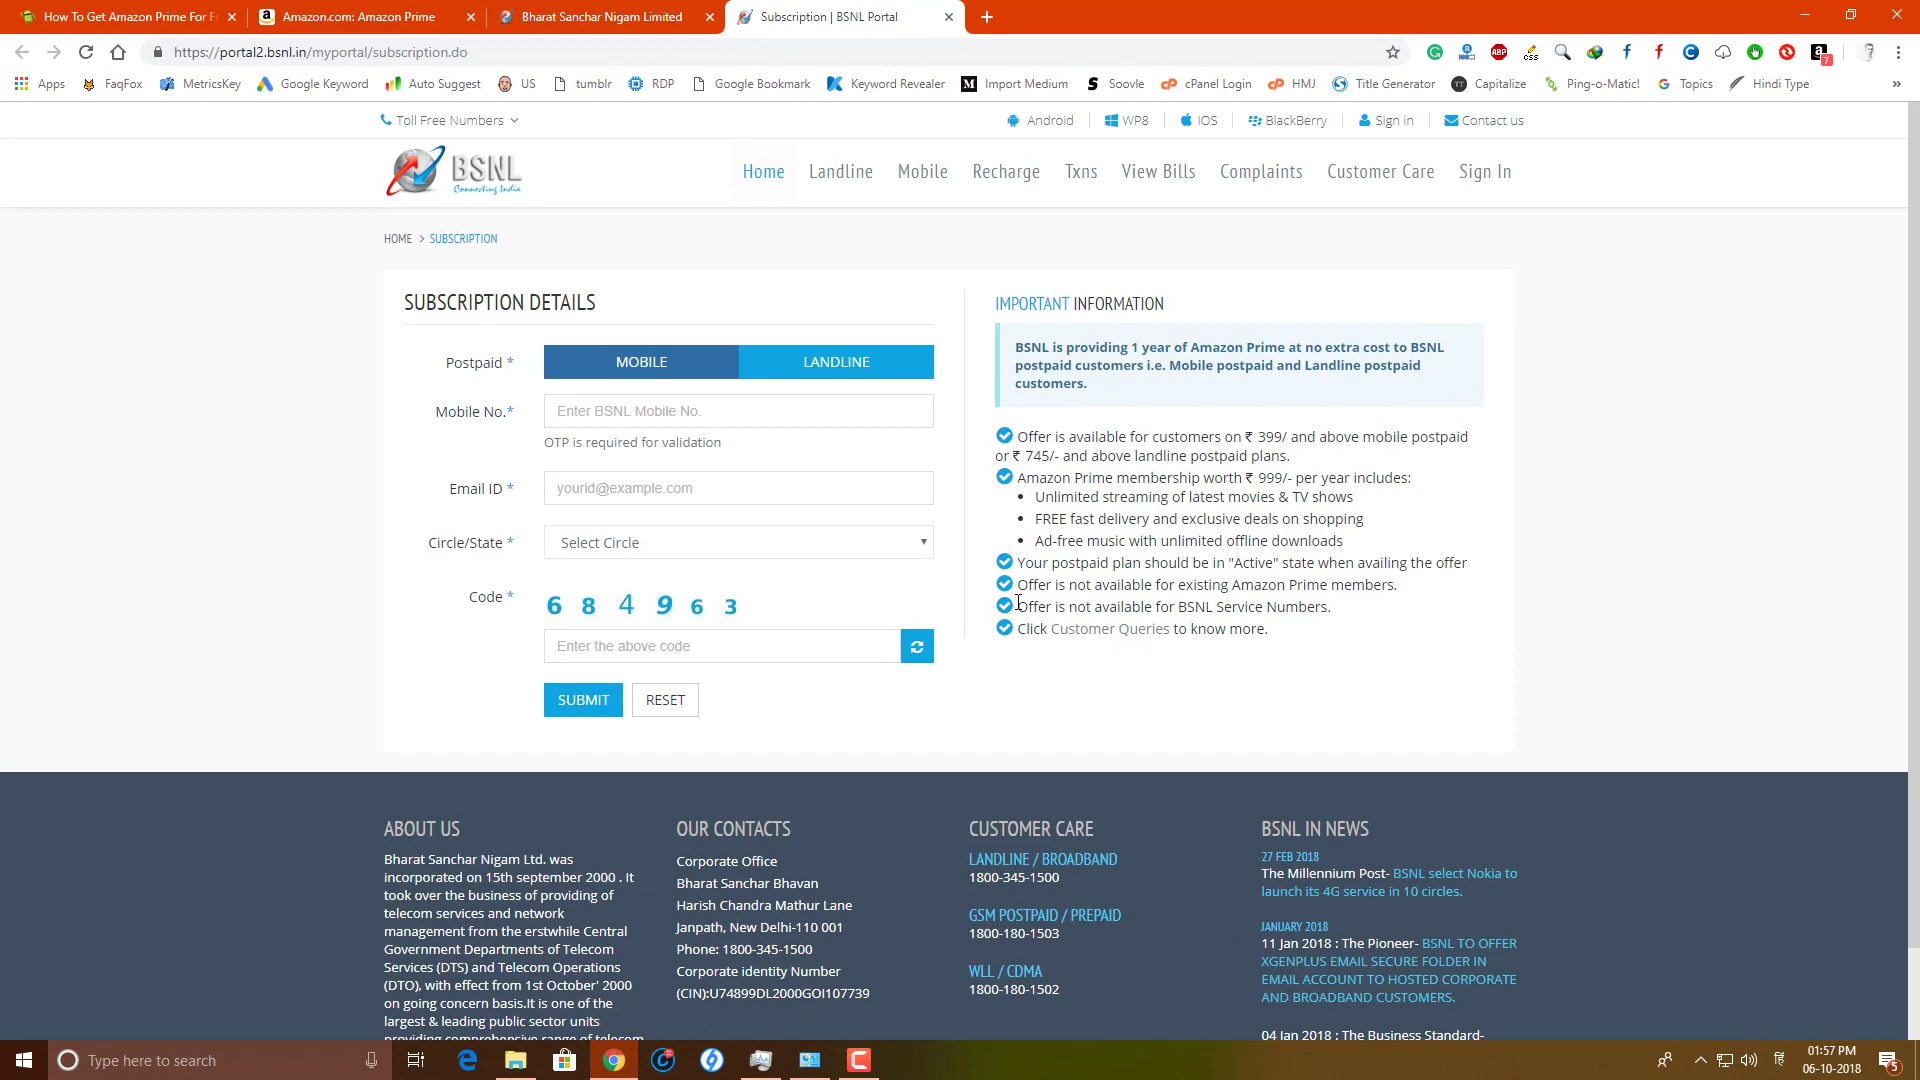 How To Get Amazon Prime For F
Amazon.com: Amazon Prime
Bharat Sanchar Nigam Limited
Subscription | BSNL Portal
https://portal2.bsnl.in/myportal/subscription.do
ABP
7
Apps
FaqFox
MetricsKey
Google Keyword
Auto Suggest
US
tumblr
RDP
Google Bookmark
Keyword Revealer
Import Medium
Soovle
cPanel Login
HMJ
Title Generator
Capitalize
Ping-o-Matic!
Topics
Hindi Type
Toll Free Numbers
Android
WP8
IOS
BlackBerry
Sign in
Contact us
BSNL
Connecting India
Home
Landline
Mobile
Recharge
Txns
View Bills
Complaints
Customer Care
Sign In
HOME > SUBSCRIPTION
SUBSCRIPTION DETAILS
Postpaid *
MOBILE
LANDLINE
Mobile No.*
Enter BSNL Mobile No.
OTP is required for validation
Email ID *
yourid@example.com
Circle/State *
Select Circle
Code *
6 8 4 9 6 3
Enter the above code
SUBMIT
RESET
IMPORTANT INFORMATION
BSNL is providing 1 year of Amazon Prime at no extra cost to BSNL
postpaid customers i.e. Mobile postpaid and Landline postpaid
customers.
Offer is available for customers on ₹ 399/ and above mobile postpaid
or ₹ 745/- and above landline postpaid plans.
Amazon Prime membership worth ₹ 999/- per year includes:
• Unlimited streaming of latest movies & TV shows
• FREE fast delivery and exclusive deals on shopping
• Ad-free music with unlimited offline downloads
Your postpaid plan should be in "Active" state when availing the offer
Offer is not available for existing Amazon Prime members.
Offer is not available for BSNL Service Numbers.
Click Customer Queries to know more.
ABOUT US
Bharat Sanchar Nigam Ltd. was
incorporated on 15th september 2000 . It
took over the business of providing of
telecom services and network
management from the erstwhile Central
Government Departments of Telecom
Services (DTS) and Telecom Operations
(DTO), with effect from 1st October' 2000
on going concern basis.It is one of the
largest & leading public sector units
providing comprehensive range of telecom
OUR CONTACTS
Corporate Office
Bharat Sanchar Bhavan
Harish Chandra Mathur Lane
Janpath, New Delhi-110 001
Phone: 1800-345-1500
Corporate identity Number
(CIN):U74899DL2000GOI107739
CUSTOMER CARE
LANDLINE / BROADBAND
1800-345-1500
GSM POSTPAID / PREPAID
1800-180-1503
WLL / CDMA
1800-180-1502
BSNL IN NEWS
27 FEB 2018
The Millennium Post- BSNL select Nokia to
launch its 4G service in 10 circles.
JANUARY 2018
11 Jan 2018 : The Pioneer- BSNL TO OFFER
XGENPLUS EMAIL SECURE FOLDER IN
EMAIL ACCOUNT TO HOSTED CORPORATE
AND BROADBAND CUSTOMERS.
04 Jan 2018 : The Business Standard-
Type here to search
हि
01:57 PM
06-10-2018
5